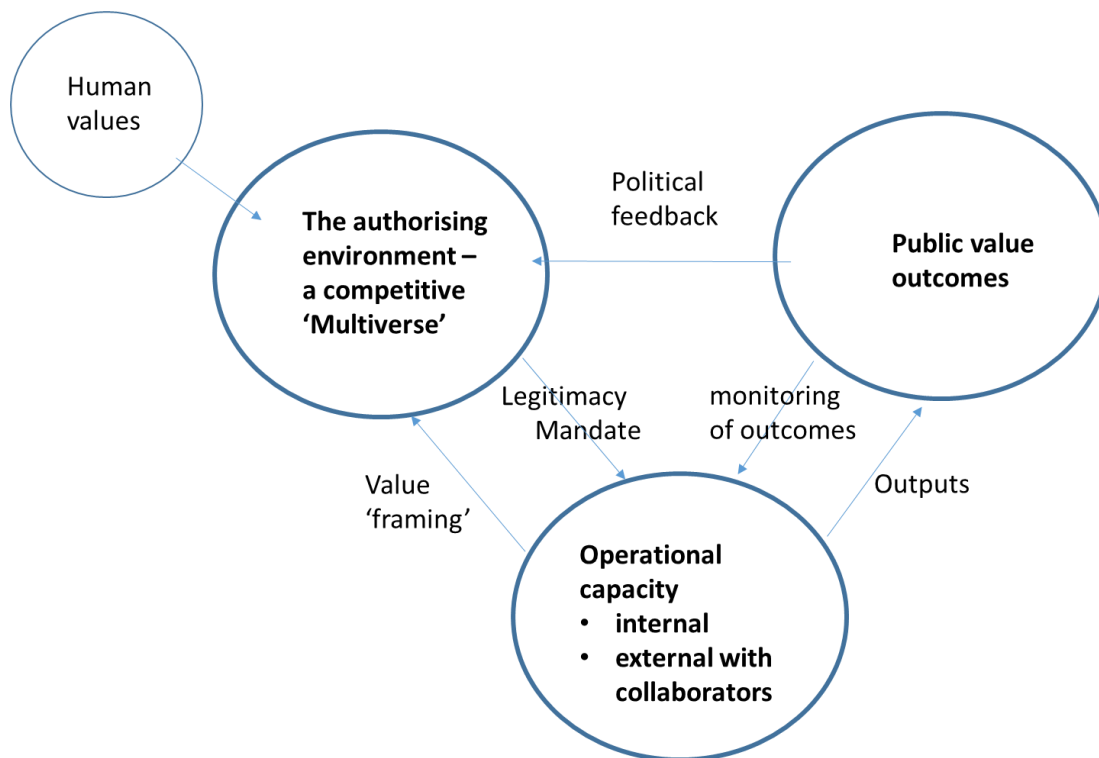 Human
values
The authorising
environment –
a competitive
‘Multiverse’
Political
feedback
Public value
outcomes
Legitimacy
Mandate
monitoring
of outcomes
Value
‘framing’
Outputs
Operational
capacity
• internal
• external with
collaborators